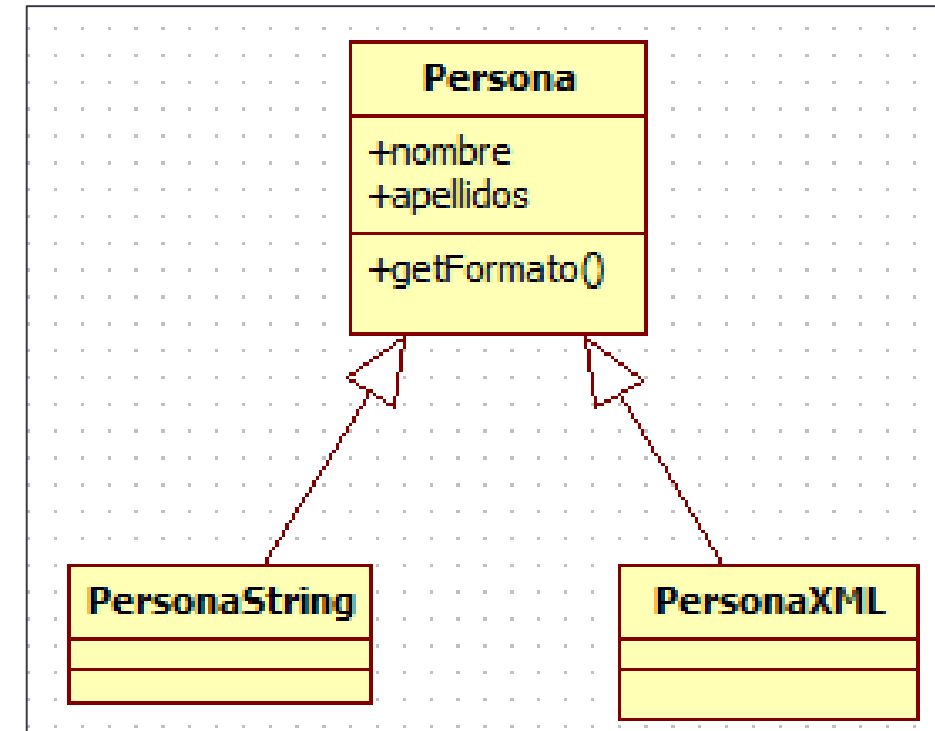 Persona
+nombre
+apellidos
+getFormato()
PersonaString
PersonaXML